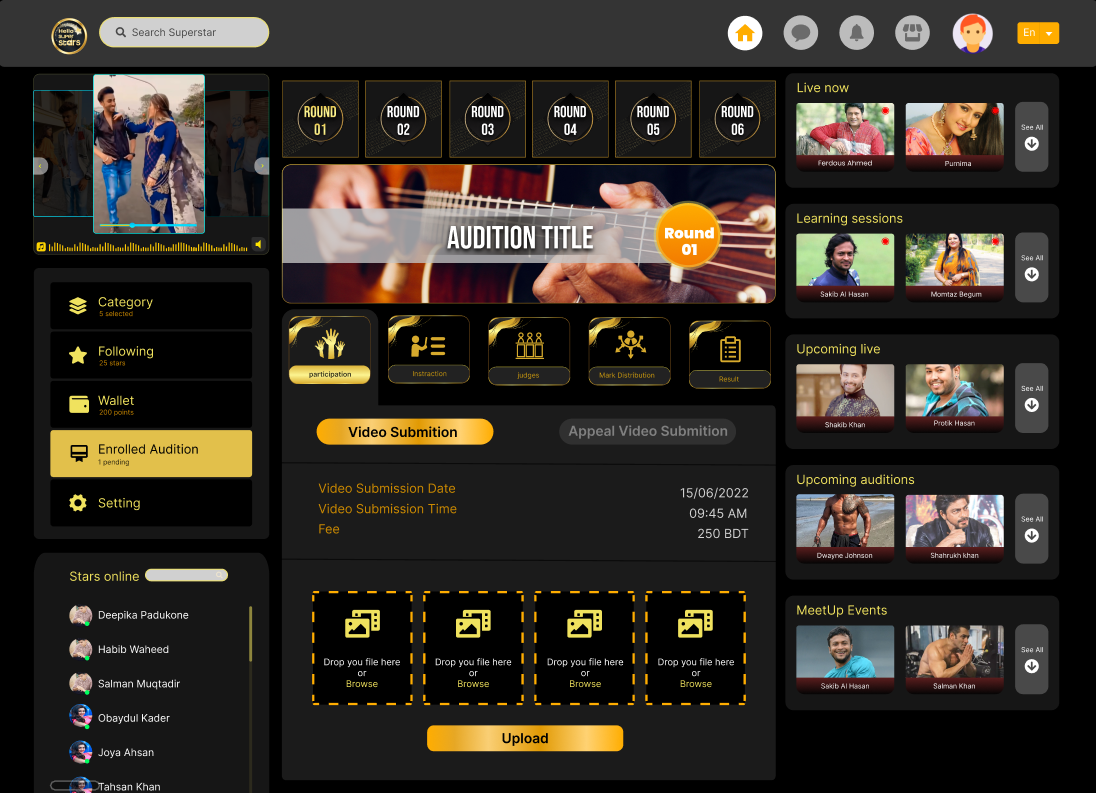 Hello
SUPER
stars
Search Superstar
En
Category
5 selected
Following
25 stars
Wallet
200 points
Enrolled Audition
1 pending
Setting
Stars online
Deepika Padukone
Habib Waheed
Salman Muqtadir
Obaydul Kader
Joya Ahsan
Tahsan Khan
ROUND
01
ROUND
02
ROUND
03
ROUND
04
ROUND
05
ROUND
06
AUDITION TITLE
Round
01
participation
Instraction
judges
Mark Distribution
Result
Video Submition
Appeal Video Submition
Video Submission Date
15/06/2022
Video Submission Time
09:45 AM
Fee
250 BDT
Drop you file here
or
Browse
Drop you file here
or
Browse
Drop you file here
or
Browse
Drop you file here
or
Browse
Upload
Live now
Ferdous Ahmed
Purnima
See All
Learning sessions
Sakib Al Hasan
Momtaz Begum
See All
Upcoming live
Shakib Khan
Protik Hasan
See All
Upcoming auditions
Dwayne Johnson
Shahrukh khan
See All
MeetUp Events
Sakib Al Hasan
Salman Khan
See All